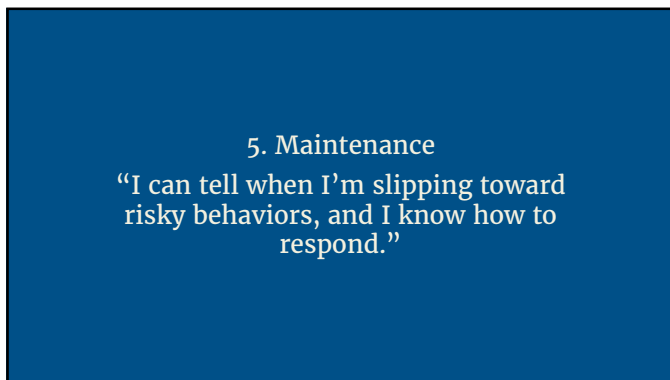 5. Maintenance
“I can tell when I’m slipping toward
risky behaviors, and I know how to
respond.”